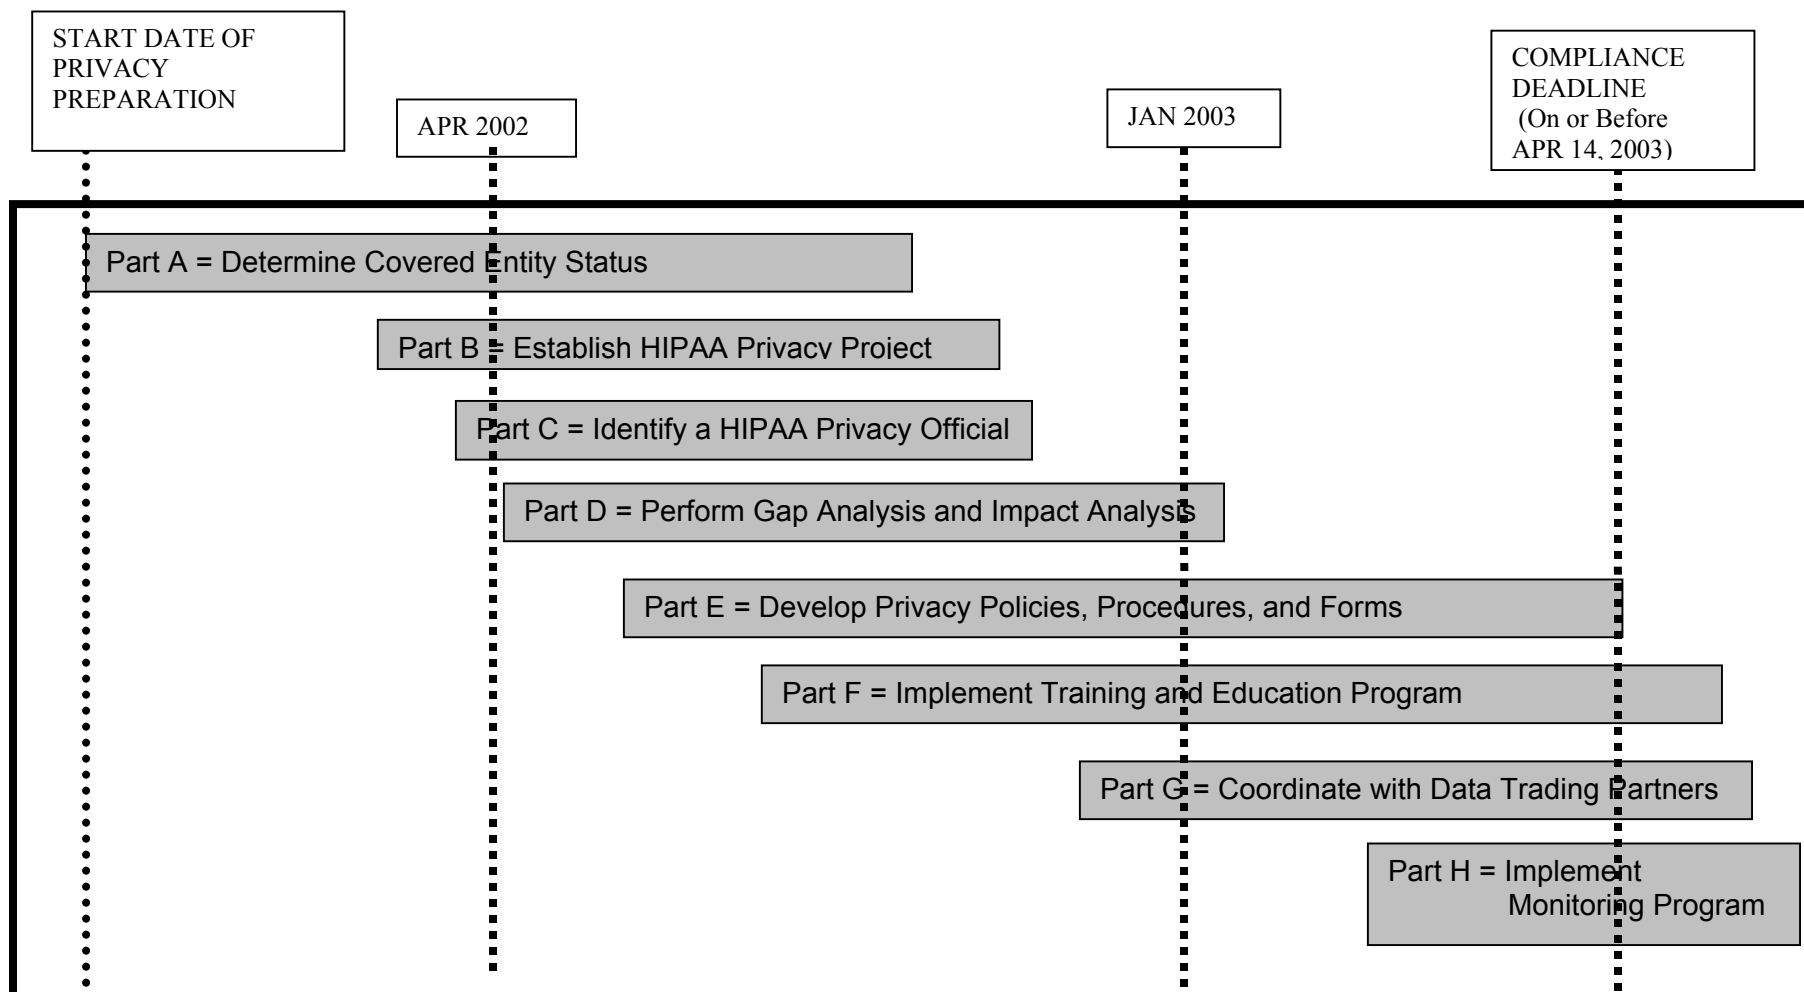 START DATE OF
PRIVACY
PREPARATION
APR 2002
JAN 2003
COMPLIANCE
DEADLINE
(On or Before
APR 14, 2003)
Part A = Determine Covered Entity Status
Part B = Establish HIPAA Privacy Project
Part C = Identify a HIPAA Privacy Official
Part D = Perform Gap Analysis and Impact Analysis
Part E = Develop Privacy Policies, Procedures, and Forms
Part F = Implement Training and Education Program
Part G = Coordinate with Data Trading Partners
Part H = Implement
Monitoring Program